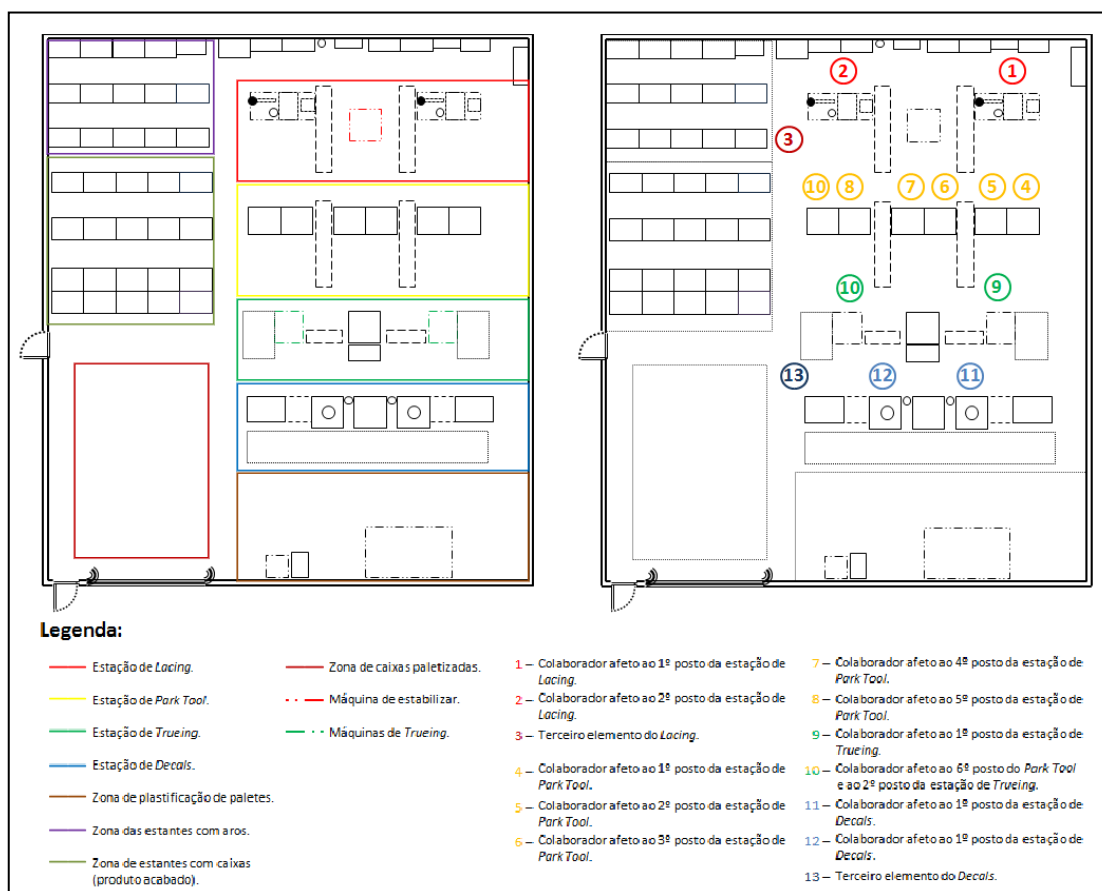 2
1
3
10
8
7
6
5
4
10
9
13
12
11
Legenda:
Estação de Lacing.
Estação de Park Tool.
Estação de Trueing.
Estação de Decals.
Zona de plastificação de paletes.
Zona das estantes com aros.
Zona de estantes com caixas
(produto acabado).
Zona de caixas paletizadas.
Máquina de estabilizar.
Máquinas de Trueing.
1 – Colaborador afeto ao 1º posto da estação de
Lacing.
2 – Colaborador afeto ao 2º posto da estação de
Lacing.
3 – Terceiro elemento do Lacing.
4 – Colaborador afeto ao 1º posto da estação de
Park Tool.
5 – Colaborador afeto ao 2º posto da estação de
Park Tool.
6 – Colaborador afeto ao 3º posto da estação de
Park Tool.
7 – Colaborador afeto ao 4º posto da estação de
Park Tool.
8 – Colaborador afeto ao 5º posto da estação de
Park Tool.
9 – Colaborador afeto ao 1º posto da estação de
Trueing.
10 – Colaborador afeto ao 6º posto do Park Tool
e ao 2º posto da estação de Trueing.
11 – Colaborador afeto ao 1º posto da estação de
Decals.
12 – Colaborador afeto ao 1º posto da estação de
Decals.
13 – Terceiro elemento do Decals.